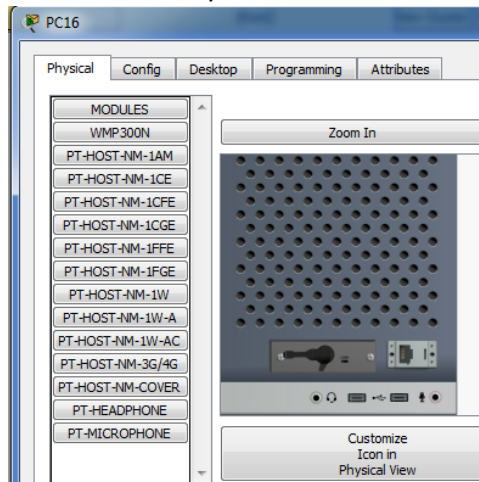 PC16
Physical Config Desktop Programming Attributes
MODULES
WMP300N
PT-HOST-NM-1AM
PT-HOST-NM-1CE
PT-HOST-NM-1CFE
PT-HOST-NM-1CGE
PT-HOST-NM-1FFE
PT-HOST-NM-1FGE
PT-HOST-NM-1W
PT-HOST-NM-1W-A
PT-HOST-NM-1W-AC
PT-HOST-NM-3G/4G
PT-HOST-NM-COVER
PT-HEADPHONE
PT-MICROPHONE
Zoom In
Customize
Icon in
Physical View